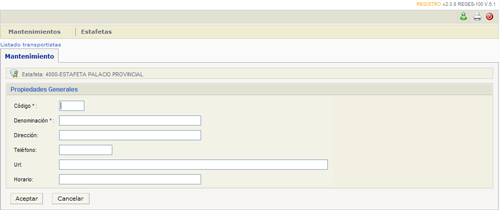 REGISTRO v2.0.8 REGES-100 V.6.1
Mantenimientos | Estafetas
Listado transportistas
Mantenimiento
Estafeta: 4000-ESTAFETA PALACIO PROVINCIAL
Propiedades Generales
Código * :
Denominación * :
Dirección:
Teléfono:
Url:
Horario:
Aceptar Cancelar